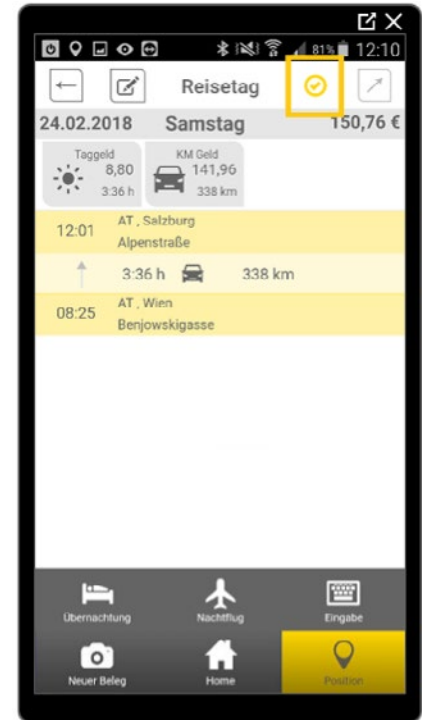 81% 12:10
Reisetag
24.02.2018 Samstag 150,76 €
Taggeld
8,80
3:36 h
KM Geld
141,96
338 km
12:01 AT , Salzburg
Alpenstraße
3:36 h 338 km
08:25 AT , Wien
Benjowskigasse
Übernachtung Nachtflug Eingabe
Neuer Beleg Home Position